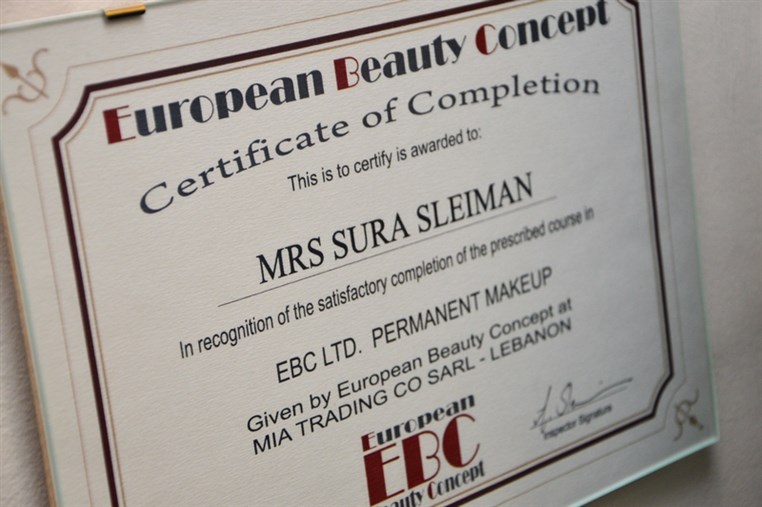 European Beauty Concept
Certificate of Completion
This is to certify is awarded to:
MRS SURA SLEIMAN
In recognition of the satisfactory completion of the prescribed course in
EBC LTD. PERMANENT MAKEUP
Given by European Beauty Concept at
MIA TRADING CO SARL - LEBANON
Inspector Signature
European
EBC
Beauty Concept